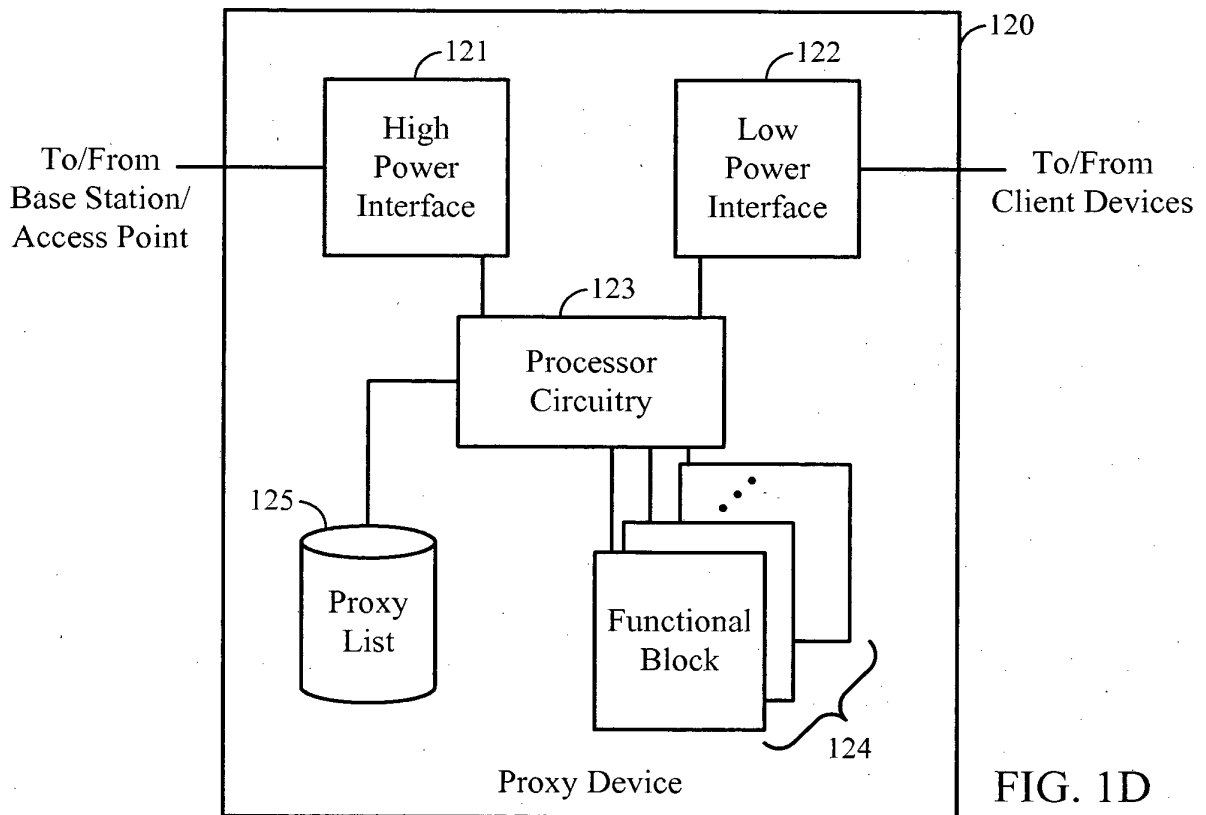 120
121
122
High
Power
Interface
Low
Power
Interface
To/From
Base Station/
Access Point
To/From
Client Devices
123
Processor
Circuitry
125
Proxy
List
Functional
Block
124
Proxy Device
FIG. 1D